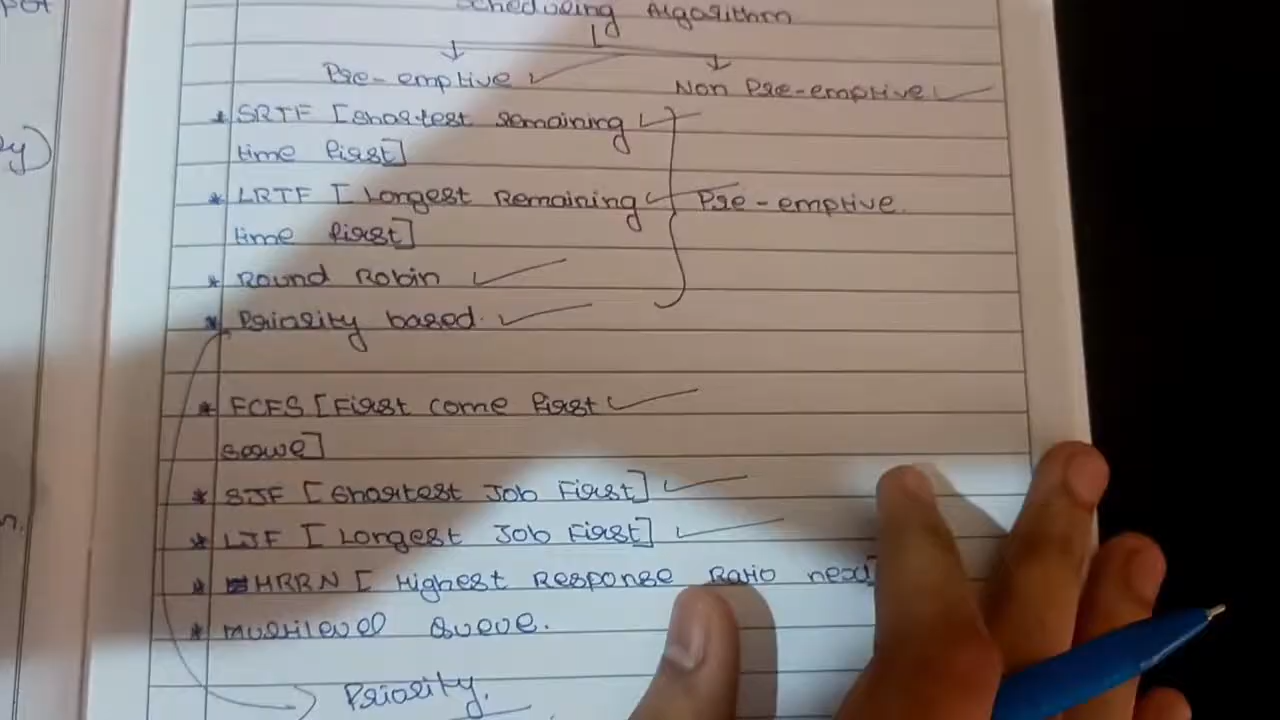 Scheduling Algorithm
Pre-emptive
Non Pre-emptive
* SRTF [Shortest remaining
time first]
* LRTF [Longest Remaining
time first]
Pre-emptive.
* Round Robin
* Priority based.
* FCFS [First come first
serve]
* SJF [Shortest Job First]
* LJF [Longest Job First]
* HRRN [Highest Response Ratio next]
* Multilevel Queue.
Priority.